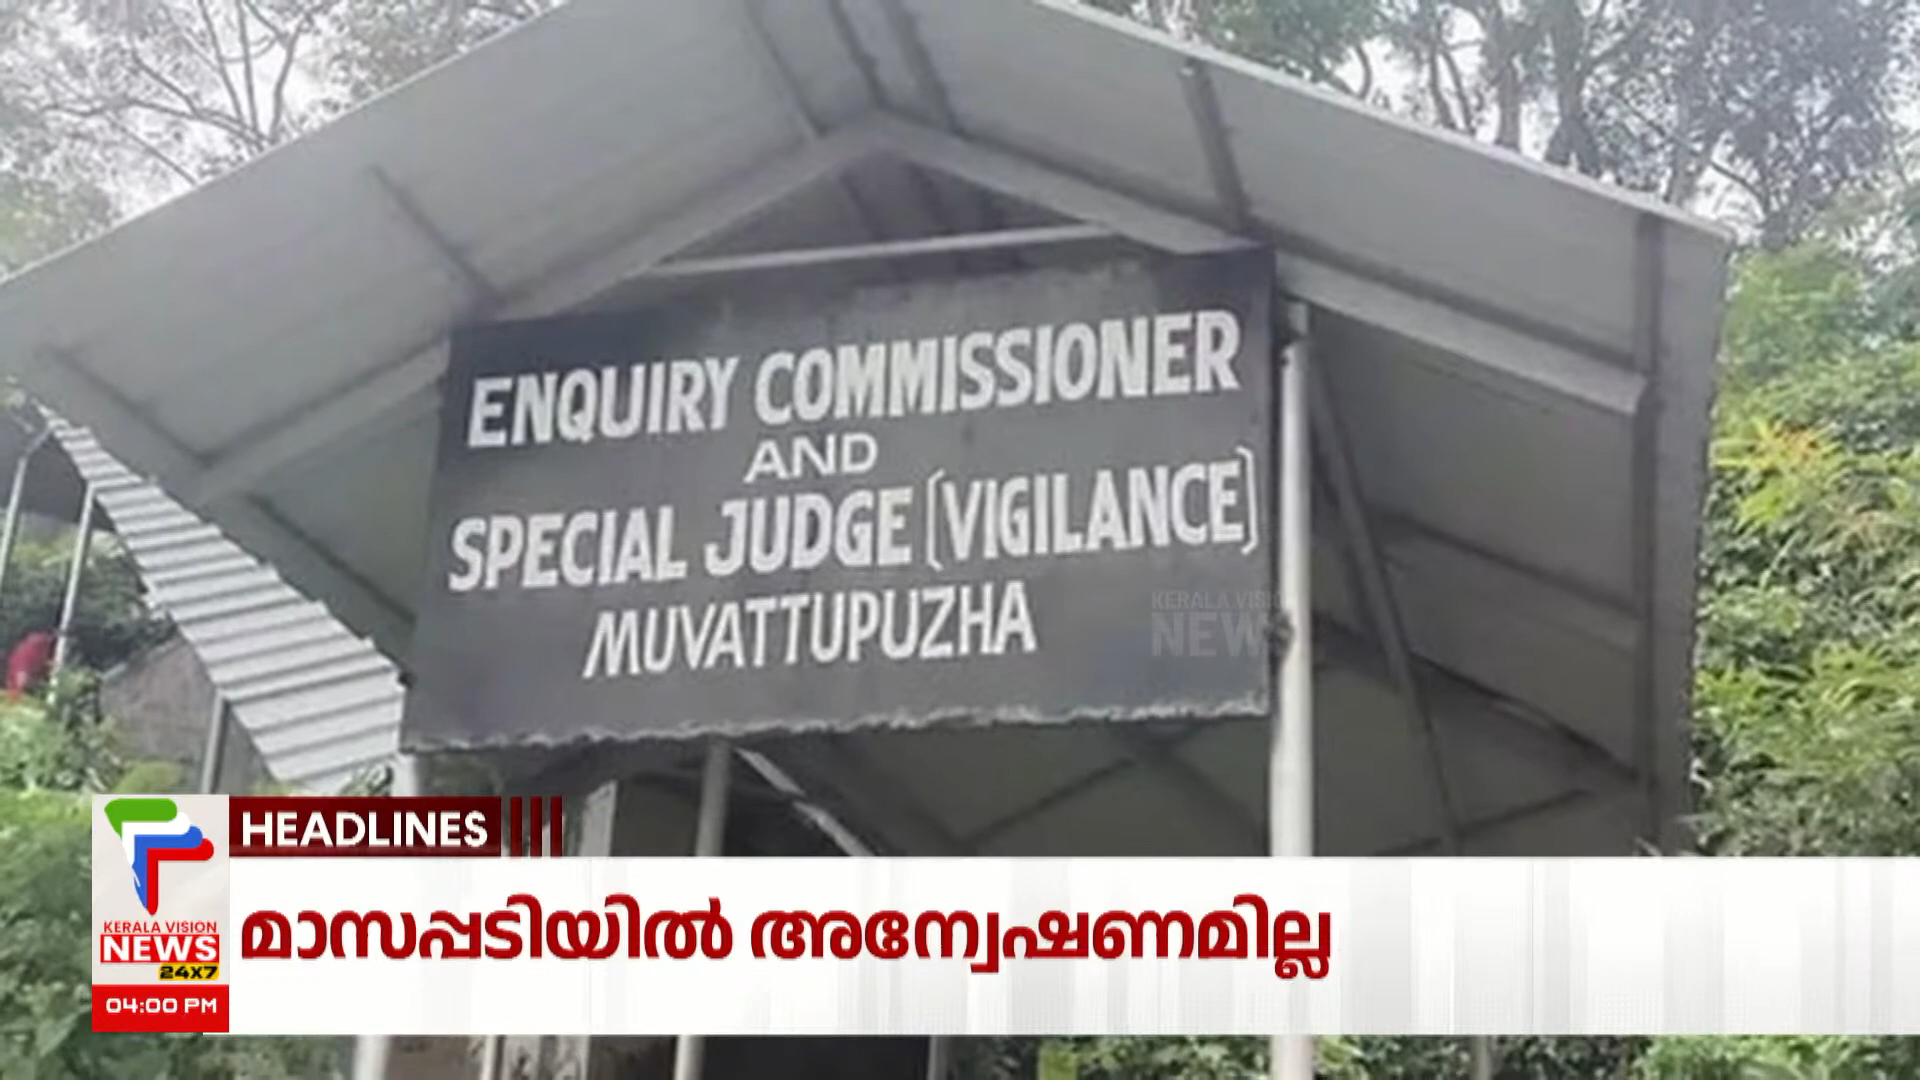 ENQUIRY COMMISSIONER
AND
SPECIAL JUDGE (VIGILANCE)
MUVATTUPUZHA
KERALA VISION
NEWS
HEADLINES
മാസപ്പടിയിൽ അന്വേഷണമില്ല
KERALA VISION
NEWS
24X7
04:00 PM